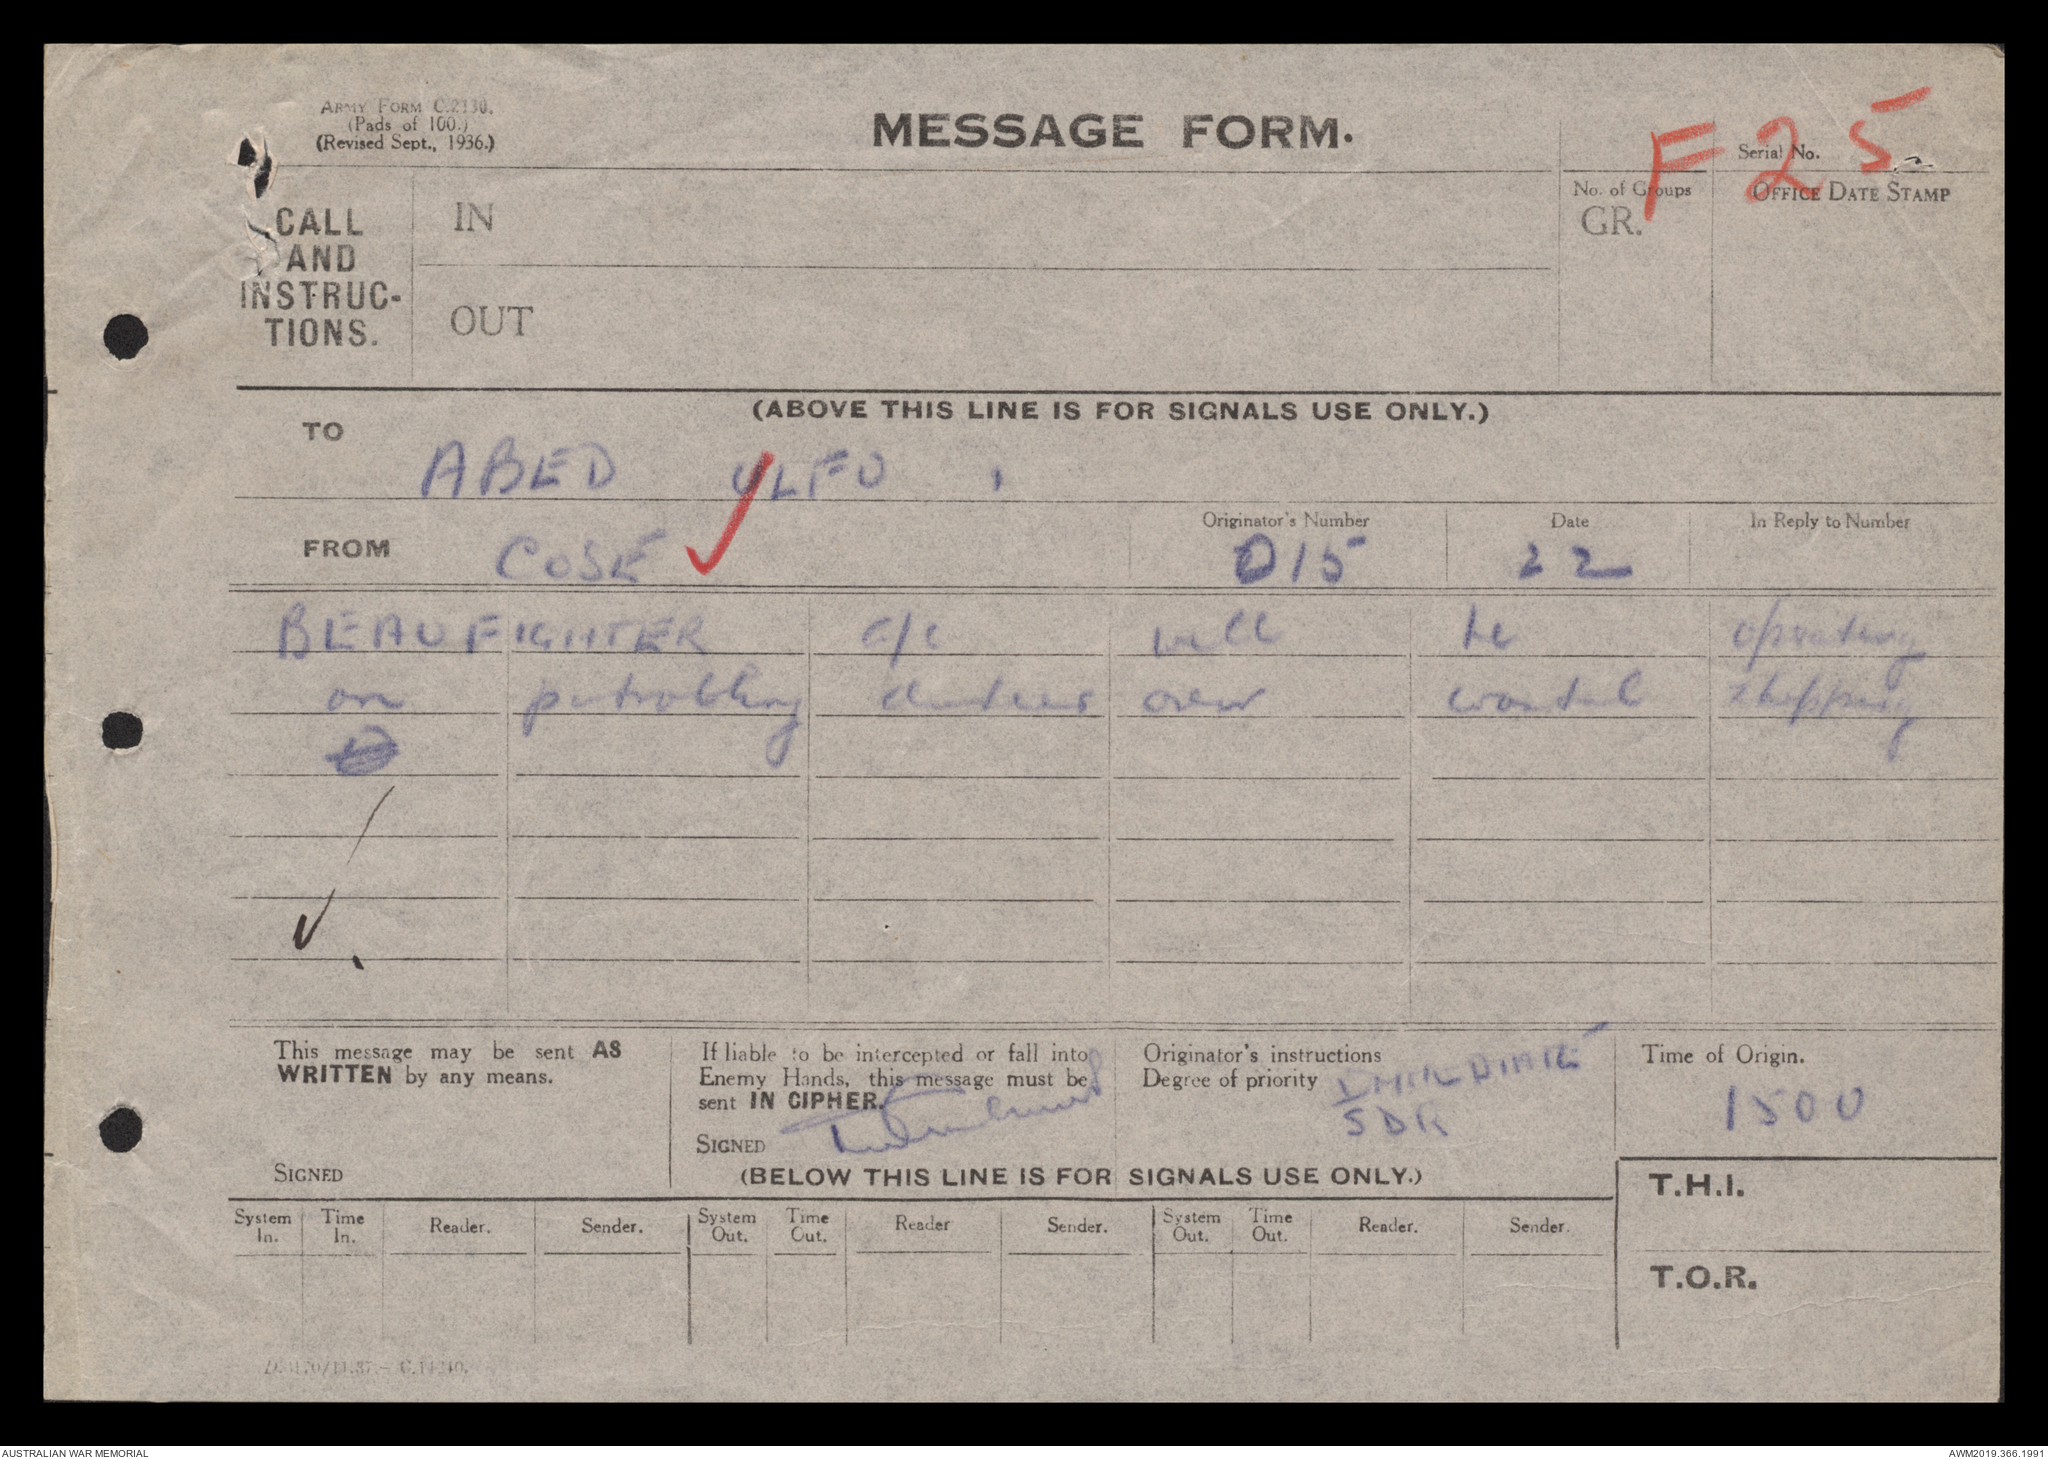 ARMY FORM C.2130.
(Pads of 100.)
(Revised Sept., 1936.)
MESSAGE FORM.
F25
Serial No.
CALL AND INSTRUC-TIONS.
IN
OUT
No. of Groups
GR.
OFFICE DATE STAMP
(ABOVE THIS LINE IS FOR SIGNALS USE ONLY.)
TO ABED ULFU
FROM COSE
Originator's Number D15
Date 22
In Reply to Number
BEAUFIGHTER a/c will be operating
on patrolling duties over coastal shipping
This message may be sent AS
WRITTEN by any means.
SIGNED
If liable to be intercepted or fall into
Enemy Hands, this message must be
sent IN CIPHER.
SIGNED
Originator's instructions
Degree of priority IMMEDIATE
SDR
Time of Origin.
1500
(BELOW THIS LINE IS FOR SIGNALS USE ONLY.)
T.H.I.
System In. Time In. Reader. Sender. System Out. Time Out. Reader Sender. System Out. Time Out. Reader. Sender.
T.O.R.
AUSTRALIAN WAR MEMORIAL
AWM2019.366.1991